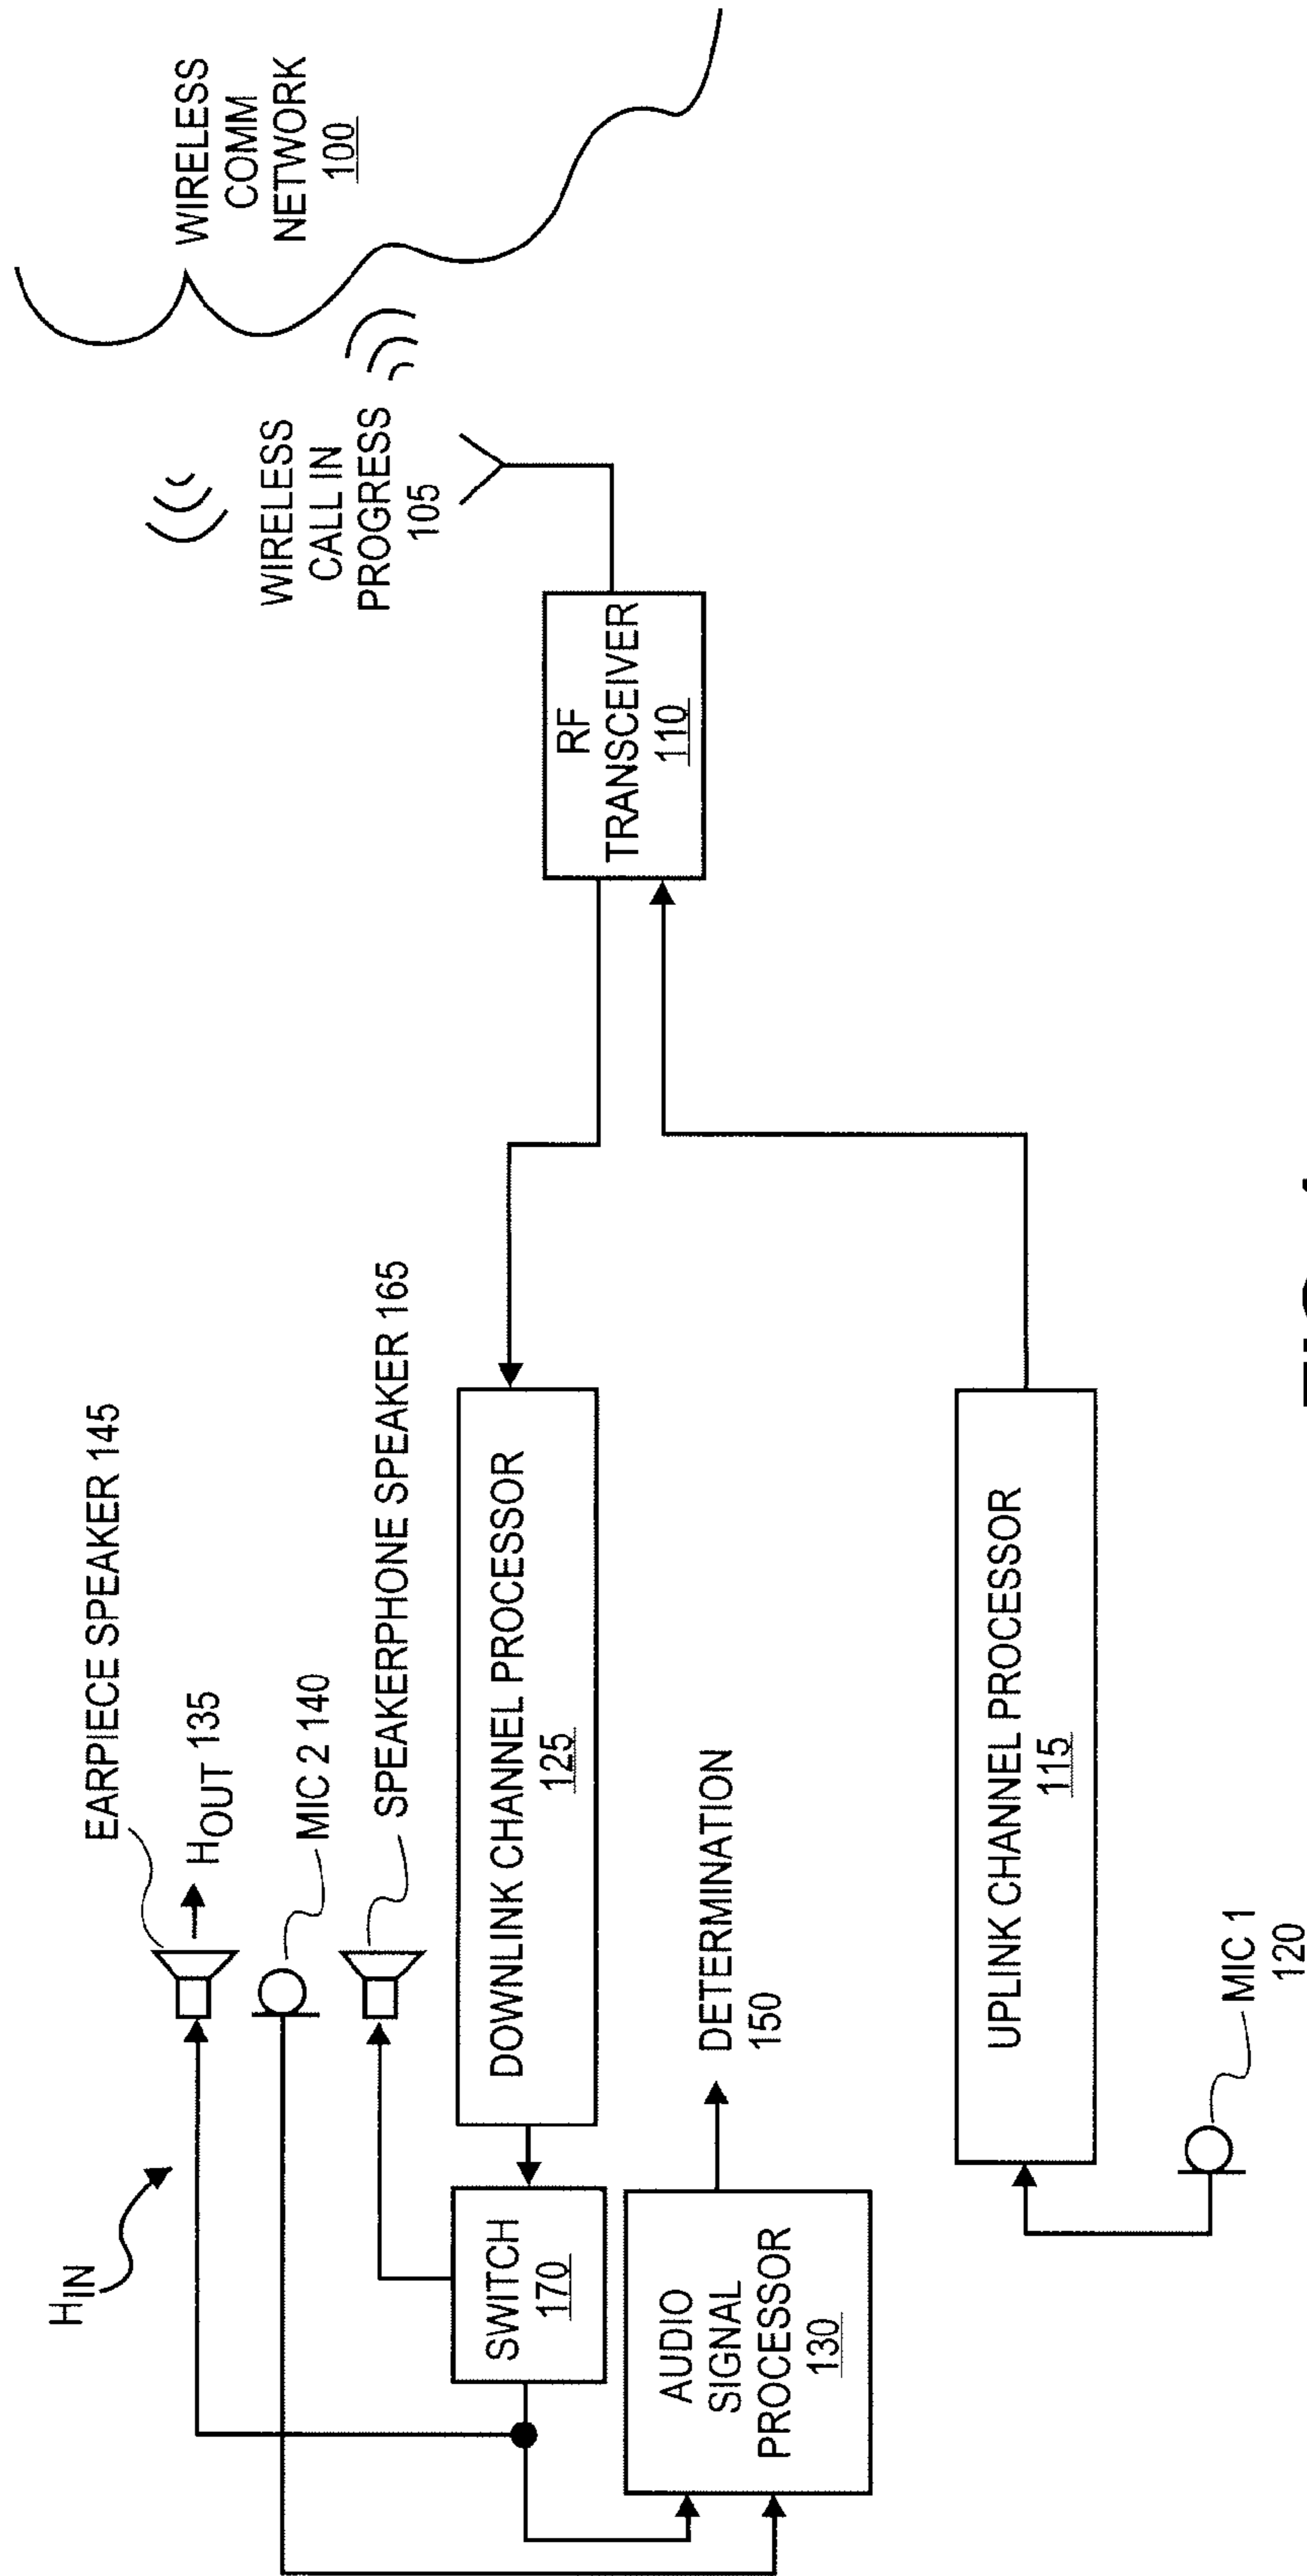 WIRELESS
COMM
NETWORK
100
WIRELESS
CALL IN
PROGRESS
105
RF
TRANSCEIVER
110
EARPIECE SPEAKER 145
HOUT 135
MIC 2 140
SPEAKERPHONE SPEAKER 165
HIN
DOWNLINK CHANNEL PROCESSOR
125
SWITCH
170
AUDIO
SIGNAL
PROCESSOR
130
DETERMINATION
150
UPLINK CHANNEL PROCESSOR
115
MIC 1
120